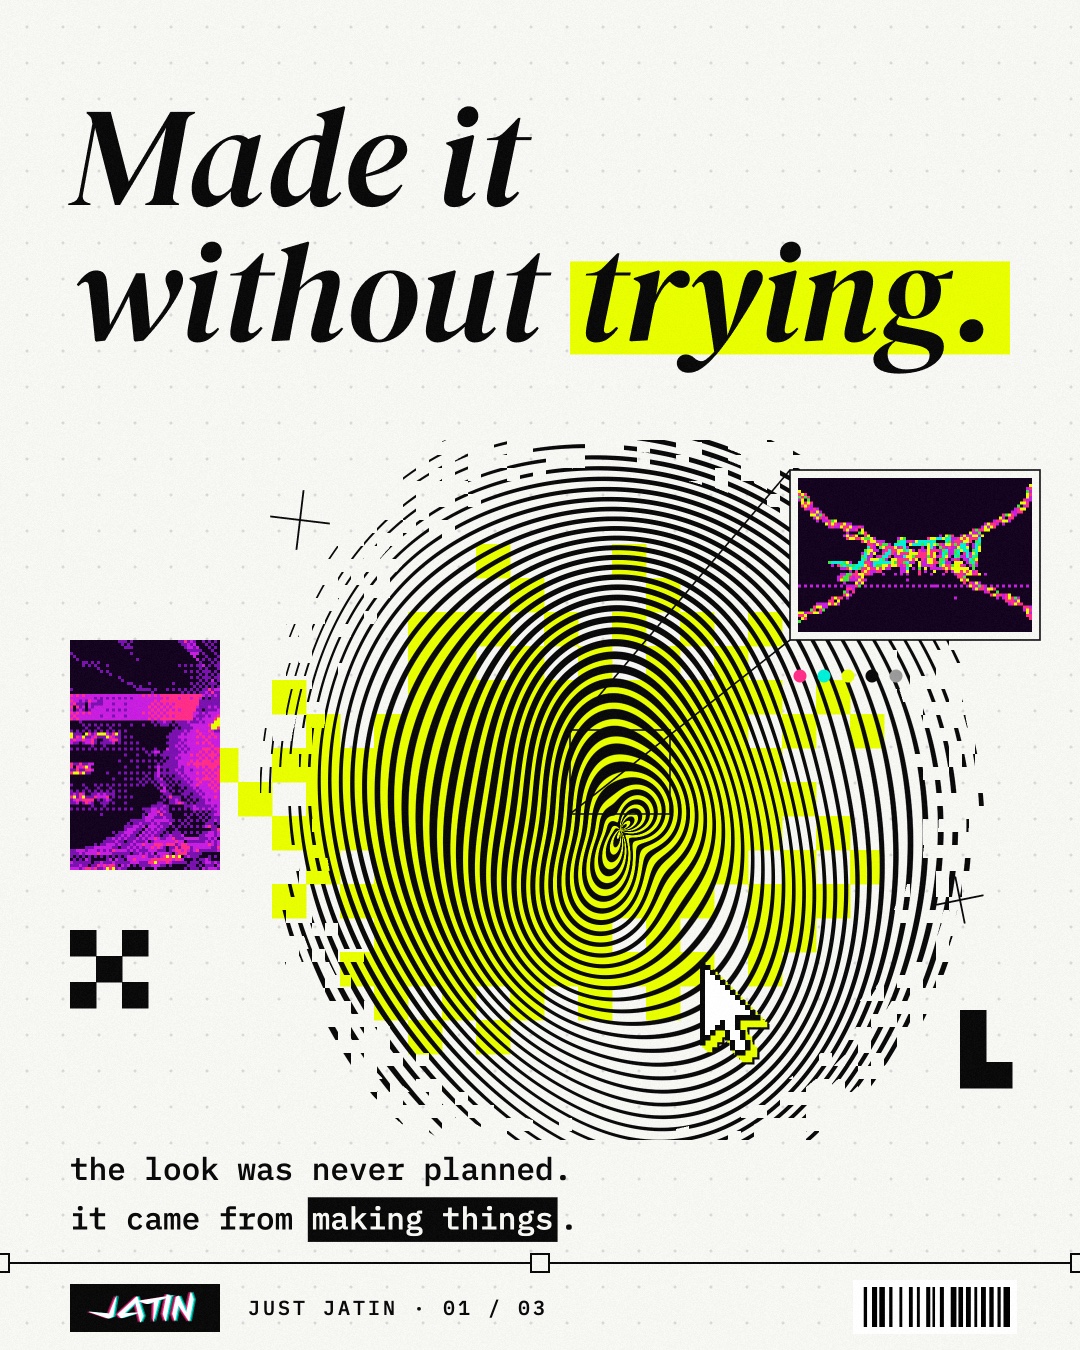 Made it
without trying.
the look was never planned.
it came from making things.
JATIN
JUST JATIN · 01 / 03